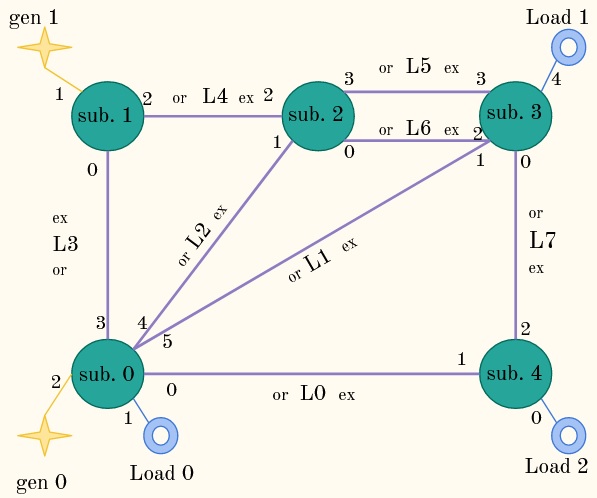 gen 1
Load 1
1
4
3 or L5 ex 3
2 or L4 ex 2
sub. 1
sub. 2
sub. 3
or L6 ex 2
1
0
1
0
0
ex
L3
or
or L2 ex
or L1 ex
or
L7
ex
3
4
5
2
1
sub. 0
sub. 4
2
0
or L0 ex
1
0
gen 0
Load 0
Load 2